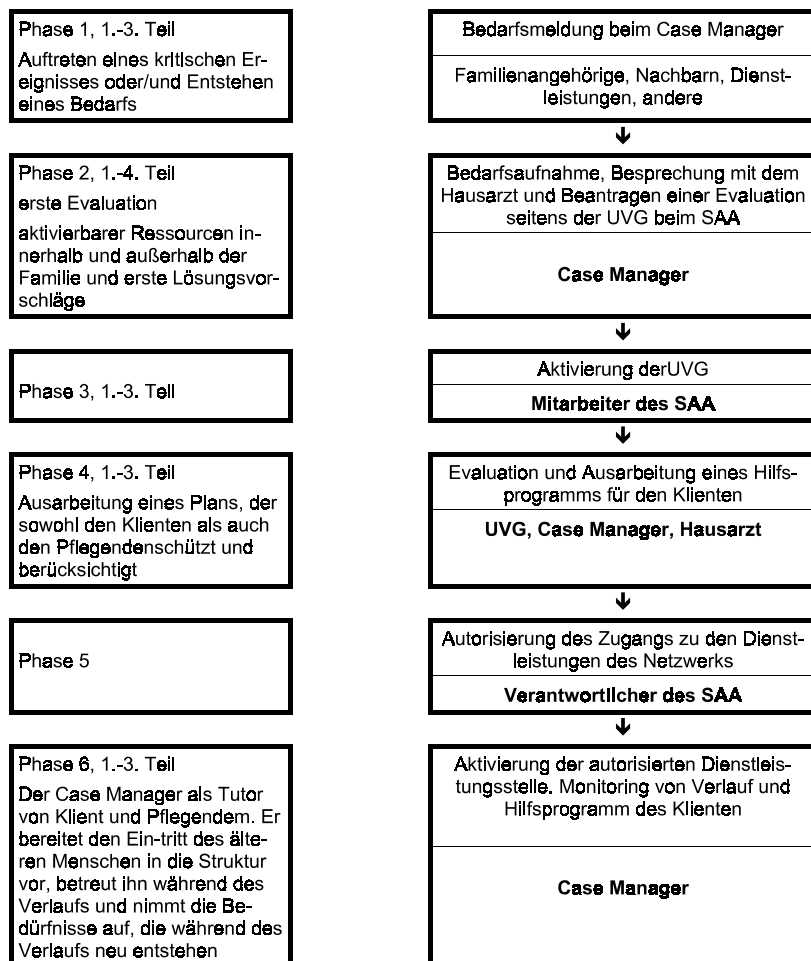 Phase 1, 1.-3. Teil
Auftreten eines kritischen Er-
eignisses oder/und Entstehen
eines Bedarfs
Bedarfsmeldung beim Case Manager
Familienangehörige, Nachbarn, Dienst-
leistungen, andere
Phase 2, 1.-4. Teil
erste Evaluation
aktivierbarer Ressourcen in-
nerhalb und außerhalb der
Familie und erste Lösungsvor-
schläge
Bedarfsaufnahme, Besprechung mit dem
Hausarzt und Beantragen einer Evaluation
seitens der UVG beim SAA
Case Manager
Phase 3, 1.-3. Teil
Aktivierung derUVG
Mitarbeiter des SAA
Phase 4, 1.-3. Teil
Ausarbeitung eines Plans, der
sowohl den Klienten als auch
den Pflegendenschützt und
berücksichtigt
Evaluation und Ausarbeitung eines Hilfs-
programms für den Klienten
UVG, Case Manager, Hausarzt
Phase 5
Autorisierung des Zugangs zu den Dienst-
leistungen des Netzwerks
Verantwortlicher des SAA
Phase 6, 1.-3. Teil
Der Case Manager als Tutor
von Klient und Pflegendem. Er
bereitet den Ein-tritt des älte-
ren Menschen in die Struktur
vor, betreut ihn während des
Verlaufs und nimmt die Be-
dürfnisse auf, die während des
Verlaufs neu entstehen
Aktivierung der autorisierten Dienstleis-
tungsstelle. Monitoring von Verlauf und
Hilfsprogramm des Klienten
Case Manager